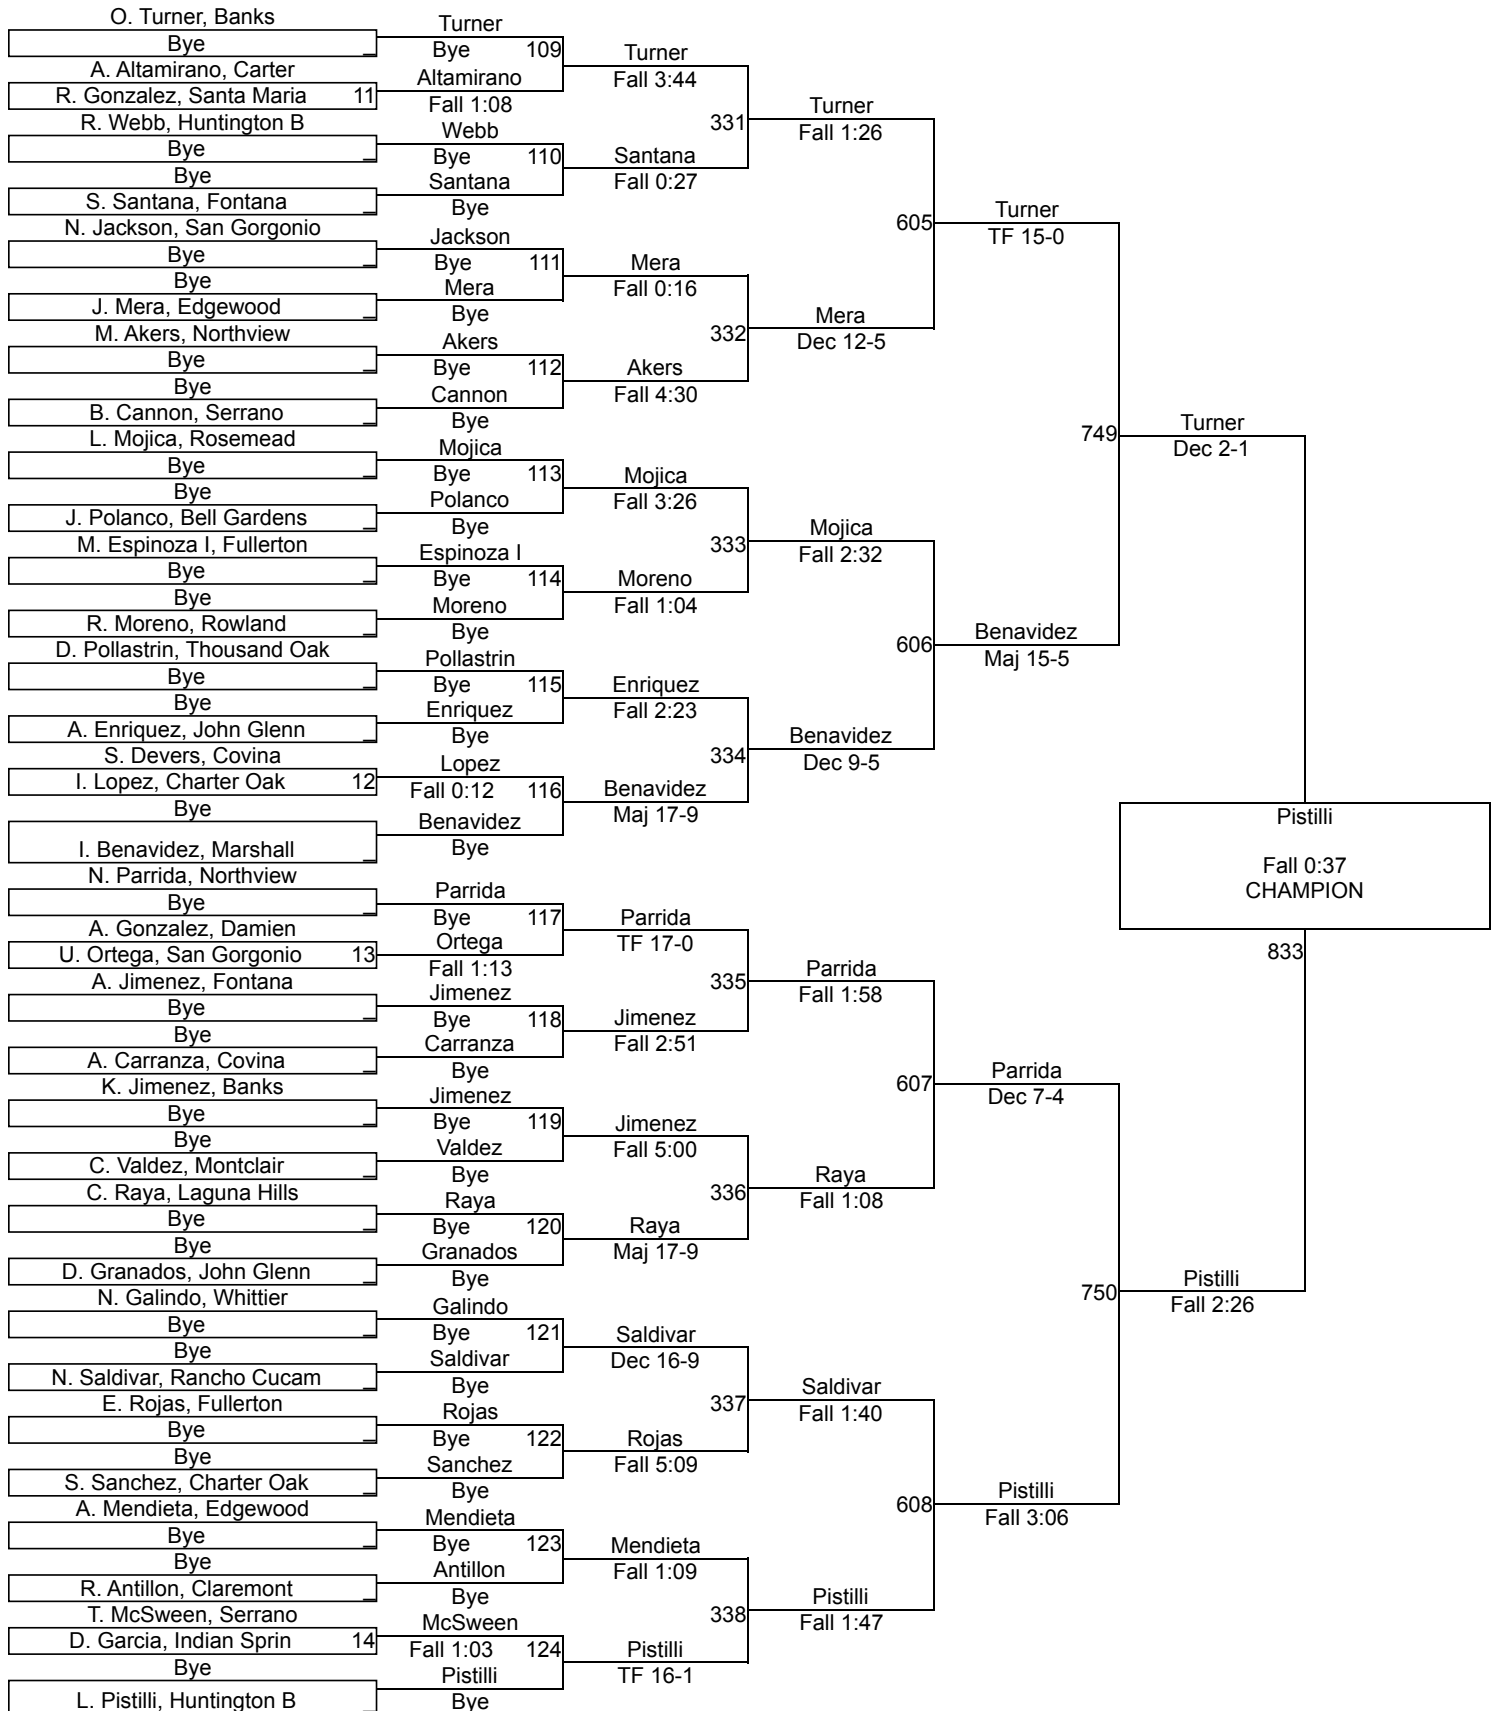 O. Turner, Banks
Bye _
A. Altamirano, Carter
R. Gonzalez, Santa Maria 11
R. Webb, Huntington B
Bye _
Bye
S. Santana, Fontana _
N. Jackson, San Gorgonio
Bye _
Bye
J. Mera, Edgewood _
M. Akers, Northview
Bye _
Bye
B. Cannon, Serrano _
L. Mojica, Rosemead
Bye _
Bye
J. Polanco, Bell Gardens _
M. Espinoza I, Fullerton
Bye _
Bye
R. Moreno, Rowland _
D. Pollastrin, Thousand Oak
Bye _
Bye
A. Enriquez, John Glenn _
S. Devers, Covina
I. Lopez, Charter Oak 12
Bye
I. Benavidez, Marshall _
N. Parrida, Northview
Bye _
A. Gonzalez, Damien
U. Ortega, San Gorgonio 13
A. Jimenez, Fontana
Bye _
Bye
A. Carranza, Covina _
K. Jimenez, Banks
Bye _
Bye
C. Valdez, Montclair _
C. Raya, Laguna Hills
Bye _
Bye
D. Granados, John Glenn _
N. Galindo, Whittier
Bye _
Bye
N. Saldivar, Rancho Cucam _
E. Rojas, Fullerton
Bye _
Bye
S. Sanchez, Charter Oak _
A. Mendieta, Edgewood
Bye _
Bye
R. Antillon, Claremont _
T. McSween, Serrano
D. Garcia, Indian Sprin 14
Bye
L. Pistilli, Huntington B _
Turner
Bye 109
Altamirano
Fall 1:08
Webb
Bye 110
Santana
Bye
Jackson
Bye 111
Mera
Bye
Akers
Bye 112
Cannon
Bye
Mojica
Bye 113
Polanco
Bye
Espinoza I
Bye 114
Moreno
Bye
Pollastrin
Bye 115
Enriquez
Bye
Lopez
Fall 0:12 116
Benavidez
Bye
Parrida
Bye 117
Ortega
Fall 1:13
Jimenez
Bye 118
Carranza
Bye
Jimenez
Bye 119
Valdez
Bye
Raya
Bye 120
Granados
Bye
Galindo
Bye 121
Saldivar
Bye
Rojas
Bye 122
Sanchez
Bye
Mendieta
Bye 123
Antillon
Bye
McSween
Fall 1:03 124
Pistilli
Bye
Turner
Fall 3:44
331
Santana
Fall 0:27
Mera
Fall 0:16
332
Akers
Fall 4:30
Mojica
Fall 3:26
333
Moreno
Fall 1:04
Enriquez
Fall 2:23
334
Benavidez
Maj 17-9
Parrida
TF 17-0
335
Jimenez
Fall 2:51
Jimenez
Fall 5:00
336
Raya
Maj 17-9
Saldivar
Dec 16-9
337
Rojas
Fall 5:09
Mendieta
Fall 1:09
338
Pistilli
TF 16-1
Turner
Fall 1:26
605
Mera
Dec 12-5
Mojica
Fall 2:32
606
Benavidez
Dec 9-5
Parrida
Fall 1:58
607
Raya
Fall 1:08
Saldivar
Fall 1:40
608
Pistilli
Fall 1:47
Turner
TF 15-0
749
Benavidez
Maj 15-5
Parrida
Dec 7-4
750
Pistilli
Fall 3:06
Turner
Dec 2-1
Pistilli
Fall 2:26
Pistilli
Fall 0:37
CHAMPION
833